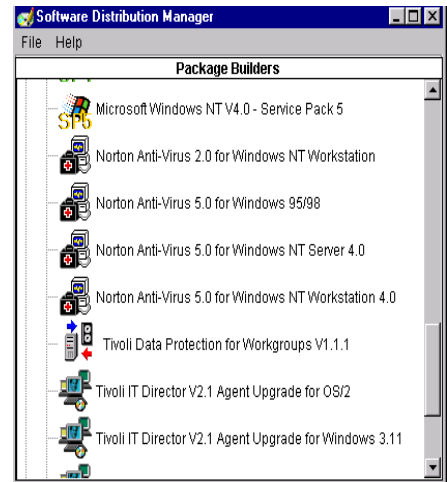 Software Distribution Manager
File Help
Package Builders
SP5
Microsoft Windows NT V4.0 - Service Pack 5
Norton Anti-Virus 2.0 for Windows NT Workstation
Norton Anti-Virus 5.0 for Windows 95/98
Norton Anti-Virus 5.0 for Windows NT Server 4.0
Norton Anti-Virus 5.0 for Windows NT Workstation 4.0
Tivoli Data Protection for Workgroups V1.1.1
Tivoli IT Director V2.1 Agent Upgrade for OS/2
Tivoli IT Director V2.1 Agent Upgrade for Windows 3.11